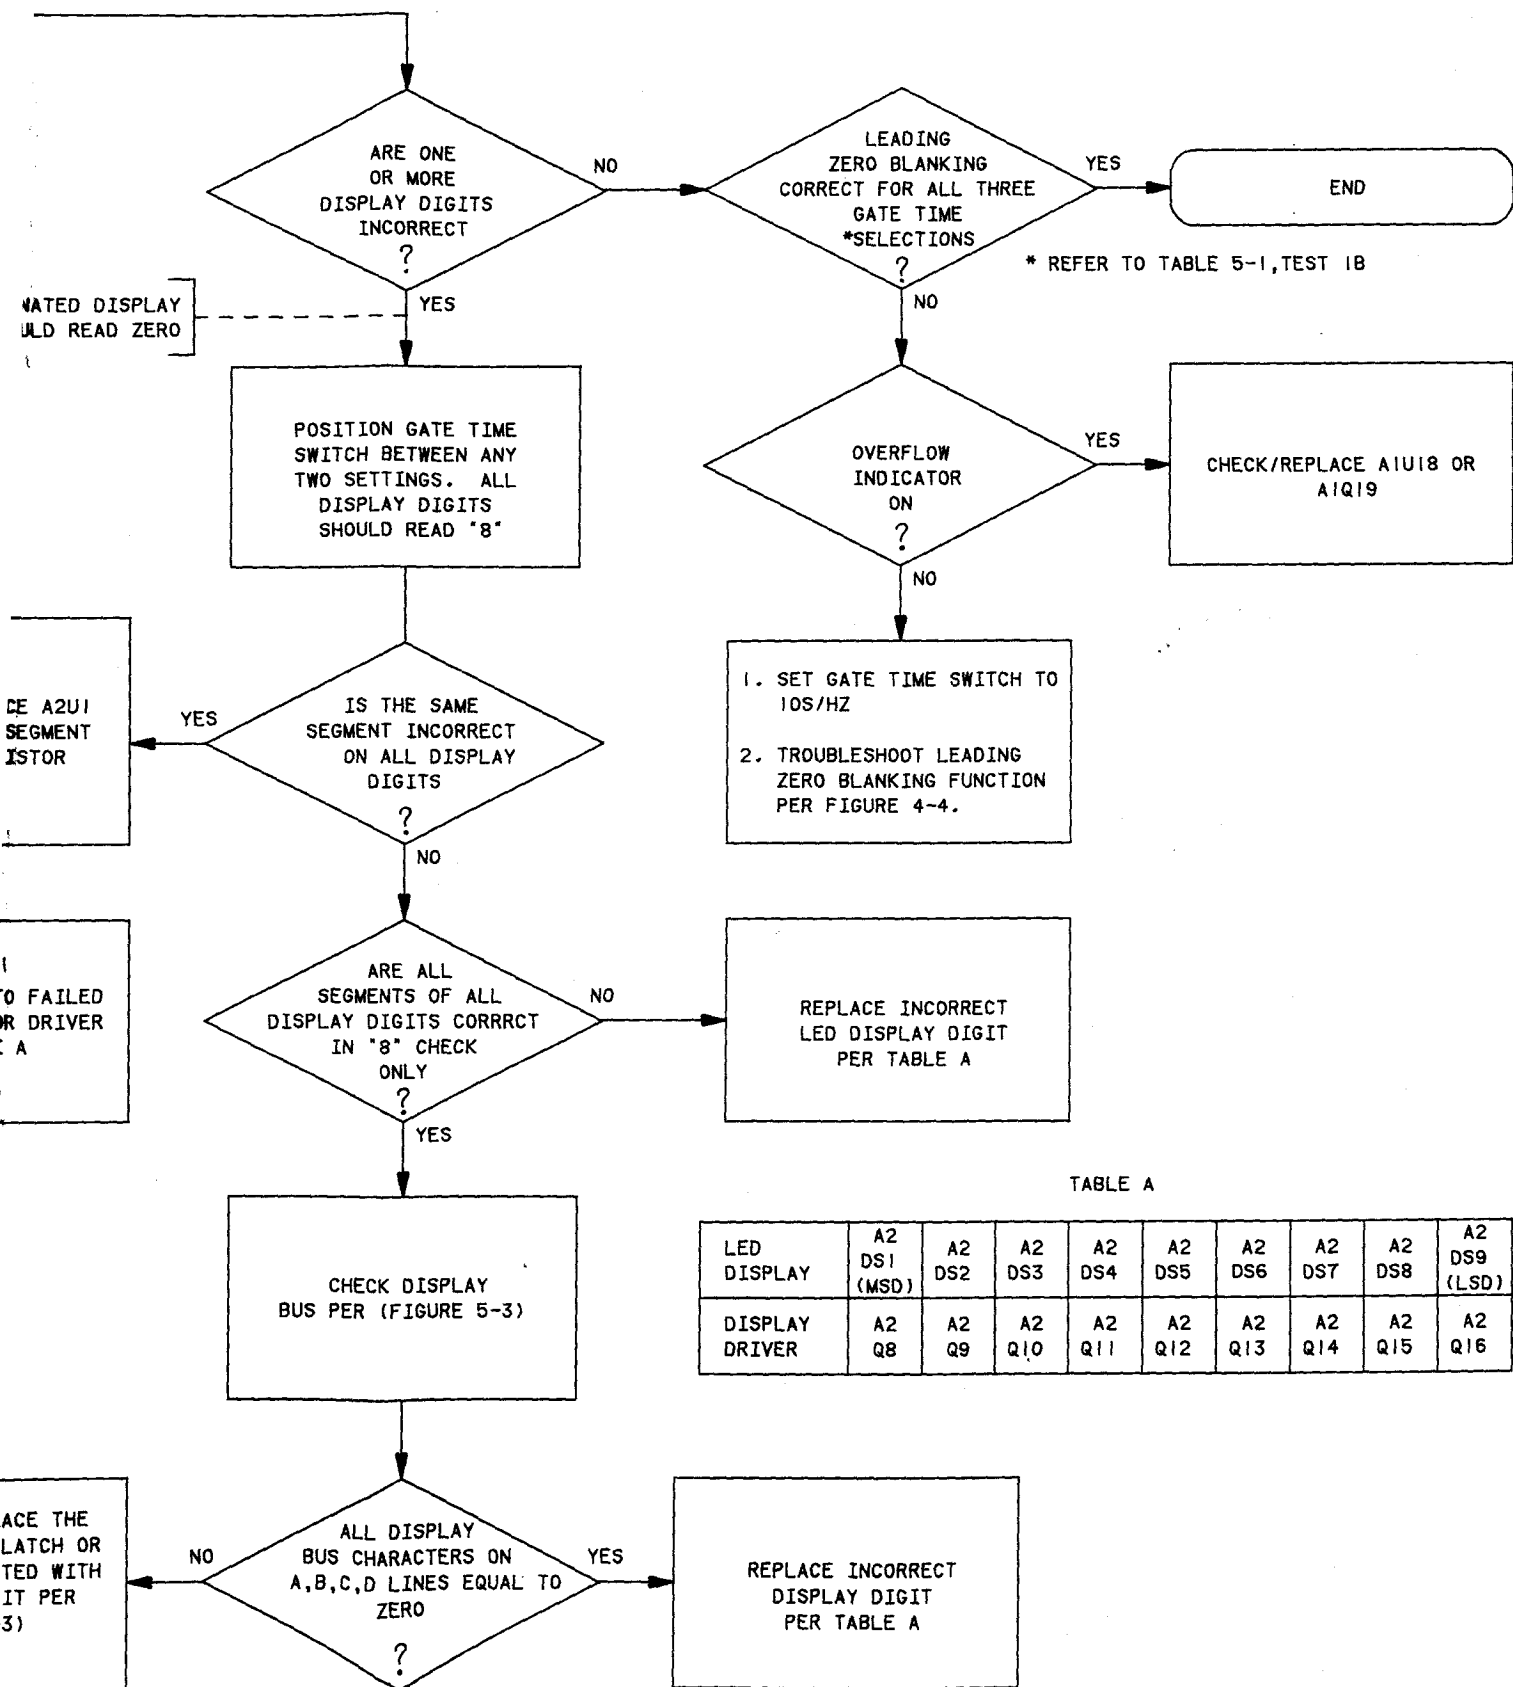 ARE ONE
OR MORE
DISPLAY DIGITS
INCORRECT
?
NO
YES
LEADING
ZERO BLANKING
CORRECT FOR ALL THREE
GATE TIME
*SELECTIONS
?
YES
NO
END
* REFER TO TABLE 5-1, TEST 1B
DISPLAY
READ ZERO
POSITION GATE TIME
SWITCH BETWEEN ANY
TWO SETTINGS. ALL
DISPLAY DIGITS
SHOULD READ "8"
OVERFLOW
INDICATOR
ON
?
YES
NO
CHECK/REPLACE A1U18 OR
A1Q19
1. SET GATE TIME SWITCH TO
10S/HZ
2. TROUBLESHOOT LEADING
ZERO BLANKING FUNCTION
PER FIGURE 4-4.
A2U1
SEGMENT
YES
IS THE SAME
SEGMENT INCORRECT
ON ALL DISPLAY
DIGITS
?
NO
TO FAILED
OR DRIVER
A
ARE ALL
SEGMENTS OF ALL
DISPLAY DIGITS CORRRCT
IN "8" CHECK
ONLY
?
NO
YES
REPLACE INCORRECT
LED DISPLAY DIGIT
PER TABLE A
CHECK DISPLAY
BUS PER (FIGURE 5-3)
TABLE A
LED DISPLAY A2 DS1 (MSD) A2 DS2 A2 DS3 A2 DS4 A2 DS5 A2 DS6 A2 DS7 A2 DS8 A2 DS9 (LSD)
DISPLAY DRIVER A2 Q8 A2 Q9 A2 Q10 A2 Q11 A2 Q12 A2 Q13 A2 Q14 A2 Q15 A2 Q16
THE
LATCH OR
WITH
PER
3)
NO
ALL DISPLAY
BUS CHARACTERS ON
A,B,C,D LINES EQUAL TO
ZERO
?
YES
REPLACE INCORRECT
DISPLAY DIGIT
PER TABLE A